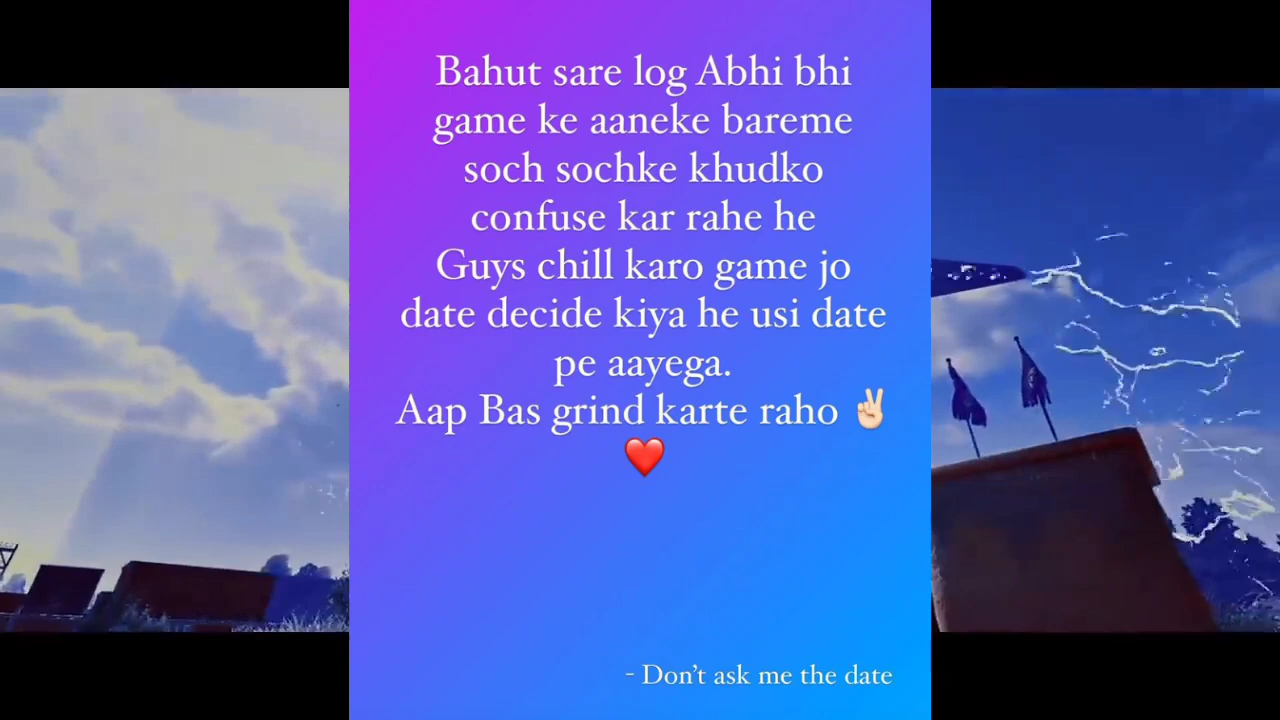 Bahut sare log Abhi bhi
game ke aaneke bareme
soch sochke khudko
confuse kar rahe he
Guys chill karo game jo
date decide kiya he usi date
pe aayega.
Aap Bas grind karte raho ✌🏻
❤️
- Don't ask me the date